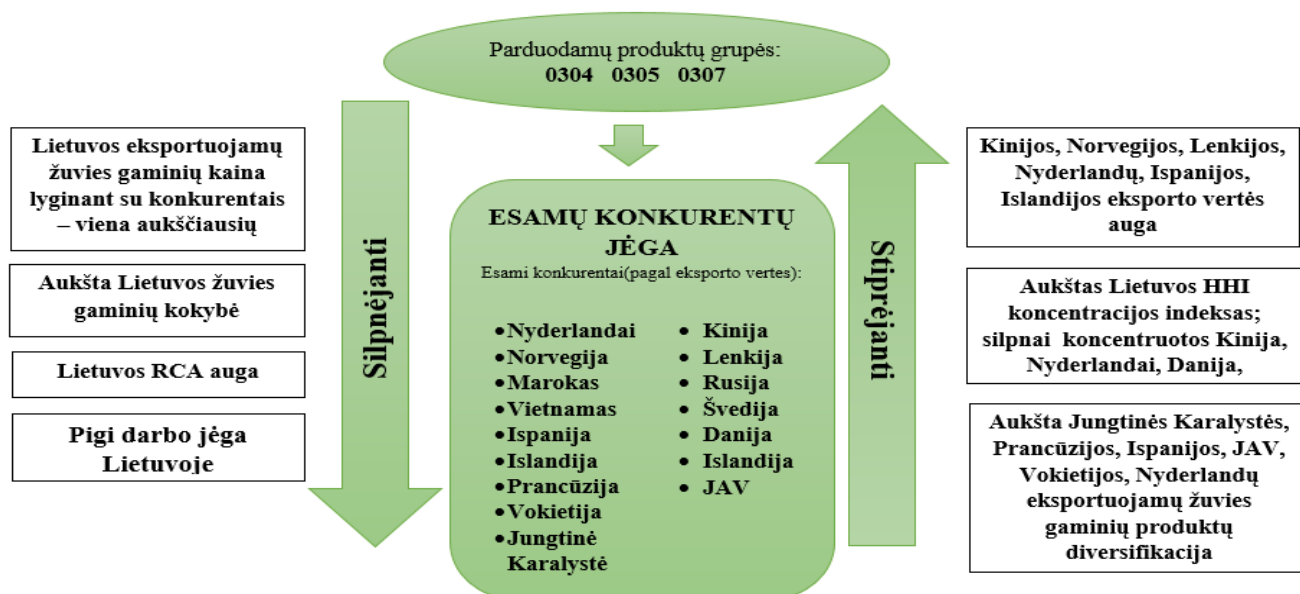 Parduodamų produktų grupės:
0304 0305 0307
Lietuvos eksportuojamų
žuvies gaminių kaina
lyginant su konkurentais
– viena aukščiausių
Aukšta Lietuvos žuvies
gaminių kokybė
Lietuvos RCA auga
Pigi darbo jėga
Lietuvoje
Silpnėjanti
ESAMŲ KONKURENTŲ
JĖGA
Esami konkurentai(pagal eksporto vertes):
•Nyderlandai
•Norvegija
•Marokas
•Vietnamas
•Ispanija
•Islandija
•Prancūzija
•Vokietija
•Jungtinė
Karalystė
• Kinija
• Lenkija
• Rusija
• Švedija
• Danija
• Islandija
• JAV
Stiprėjanti
Kinijos, Norvegijos, Lenkijos,
Nyderlandų, Ispanijos,
Islandijos eksporto vertės
auga
Aukštas Lietuvos HHI
koncentracijos indeksas;
silpnai koncentruotos Kinija,
Nyderlandai, Danija,
Aukšta Jungtinės Karalystės,
Prancūzijos, Ispanijos, JAV,
Vokietijos, Nyderlandų
eksportuojamų žuvies
gaminių produktų
diversifikacija